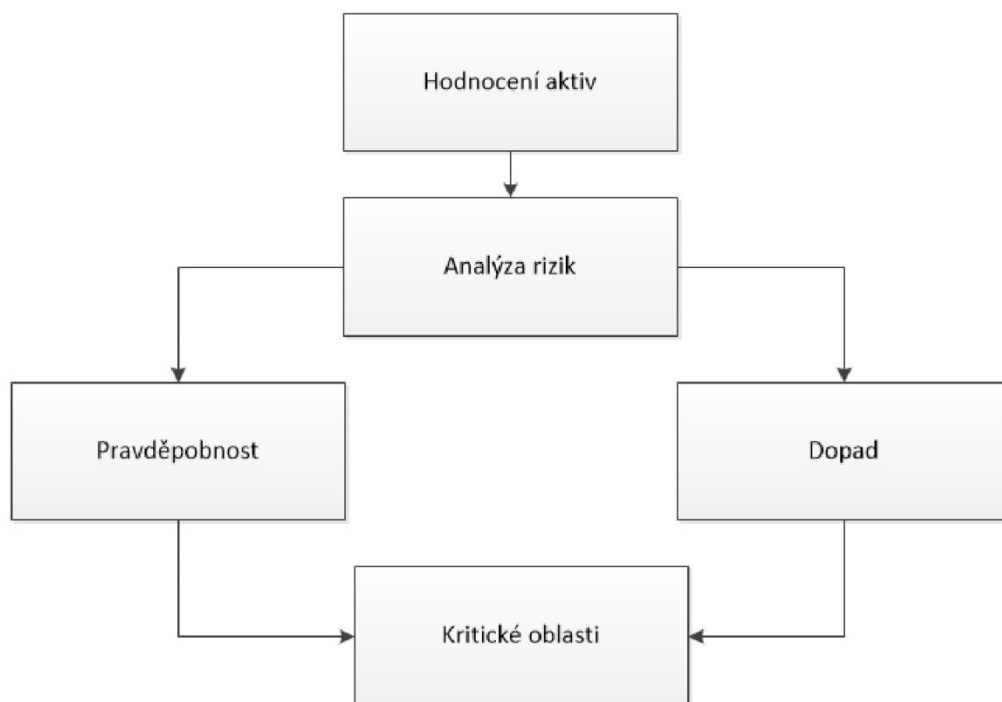 Hodnocení aktiv
Analýza rizik
Pravděpobnost
Dopad
Kritické oblasti